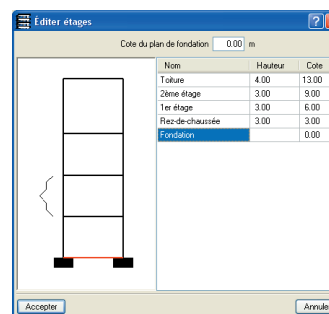 Éditer étages
?
Cote du plan de fondation 0.00 m
Nom Hauteur Cote
Toiture 4.00 13.00
2ème étage 3.00 9.00
1er étage 3.00 6.00
Rez-de-chaussée 3.00 3.00
Fondation 0.00
Accepter Annuler